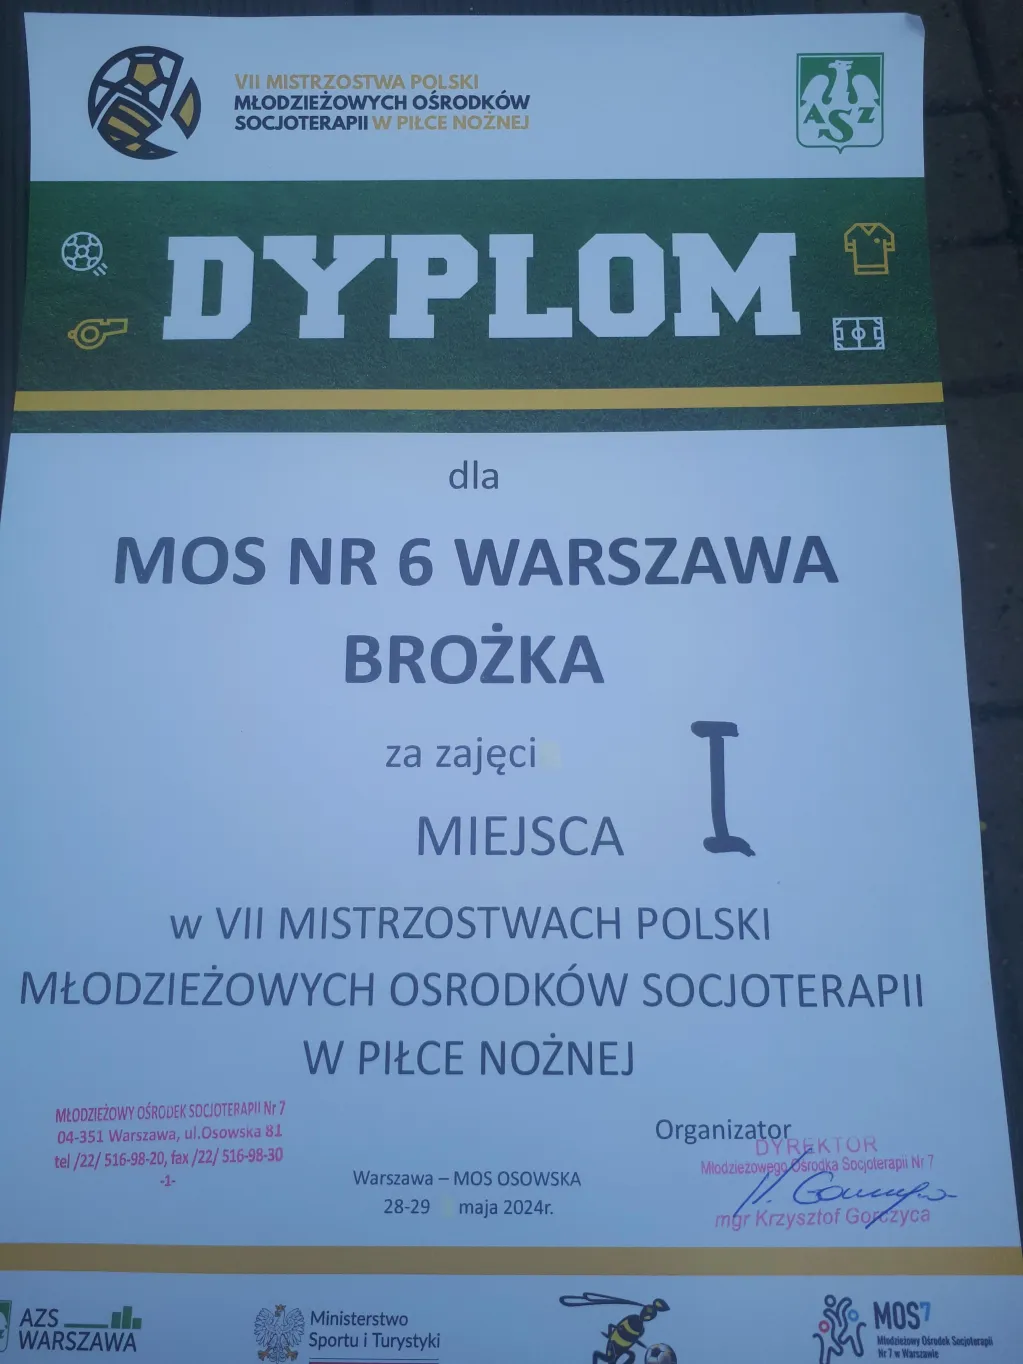 VII MISTRZOSTWA POLSKI
MŁODZIEŻOWYCH OŚRODKÓW
SOCJOTERAPII W PIŁCE NOŻNEJ
ASZ
DYPLOM
dla
MOS NR 6 WARSZAWA
BROŻKA
za zajęcia
MIEJSCA I
w VII MISTRZOSTWACH POLSKI
MŁODZIEŻOWYCH OSRODKÓW SOCJOTERAPII
W PIŁCE NOŻNEJ
MŁODZIEŻOWY OŚRODEK SOCJOTERAPII Nr 7
04-351 Warszawa, ul.Osowska 81
tel /22/ 516-98-20, fax /22/ 516-98-30
-1-
Warszawa – MOS OSOWSKA
28-29 maja 2024r.
Organizator
DYREKTOR
Młodzieżowego Ośrodka Socjoterapii Nr 7
mgr Krzysztof Gorczyca
AZS
WARSZAWA
Ministerstwo
Sportu i Turystyki
MOS7
Młodzieżowy Ośrodek Socjoterapii
Nr 7 w Warszawie